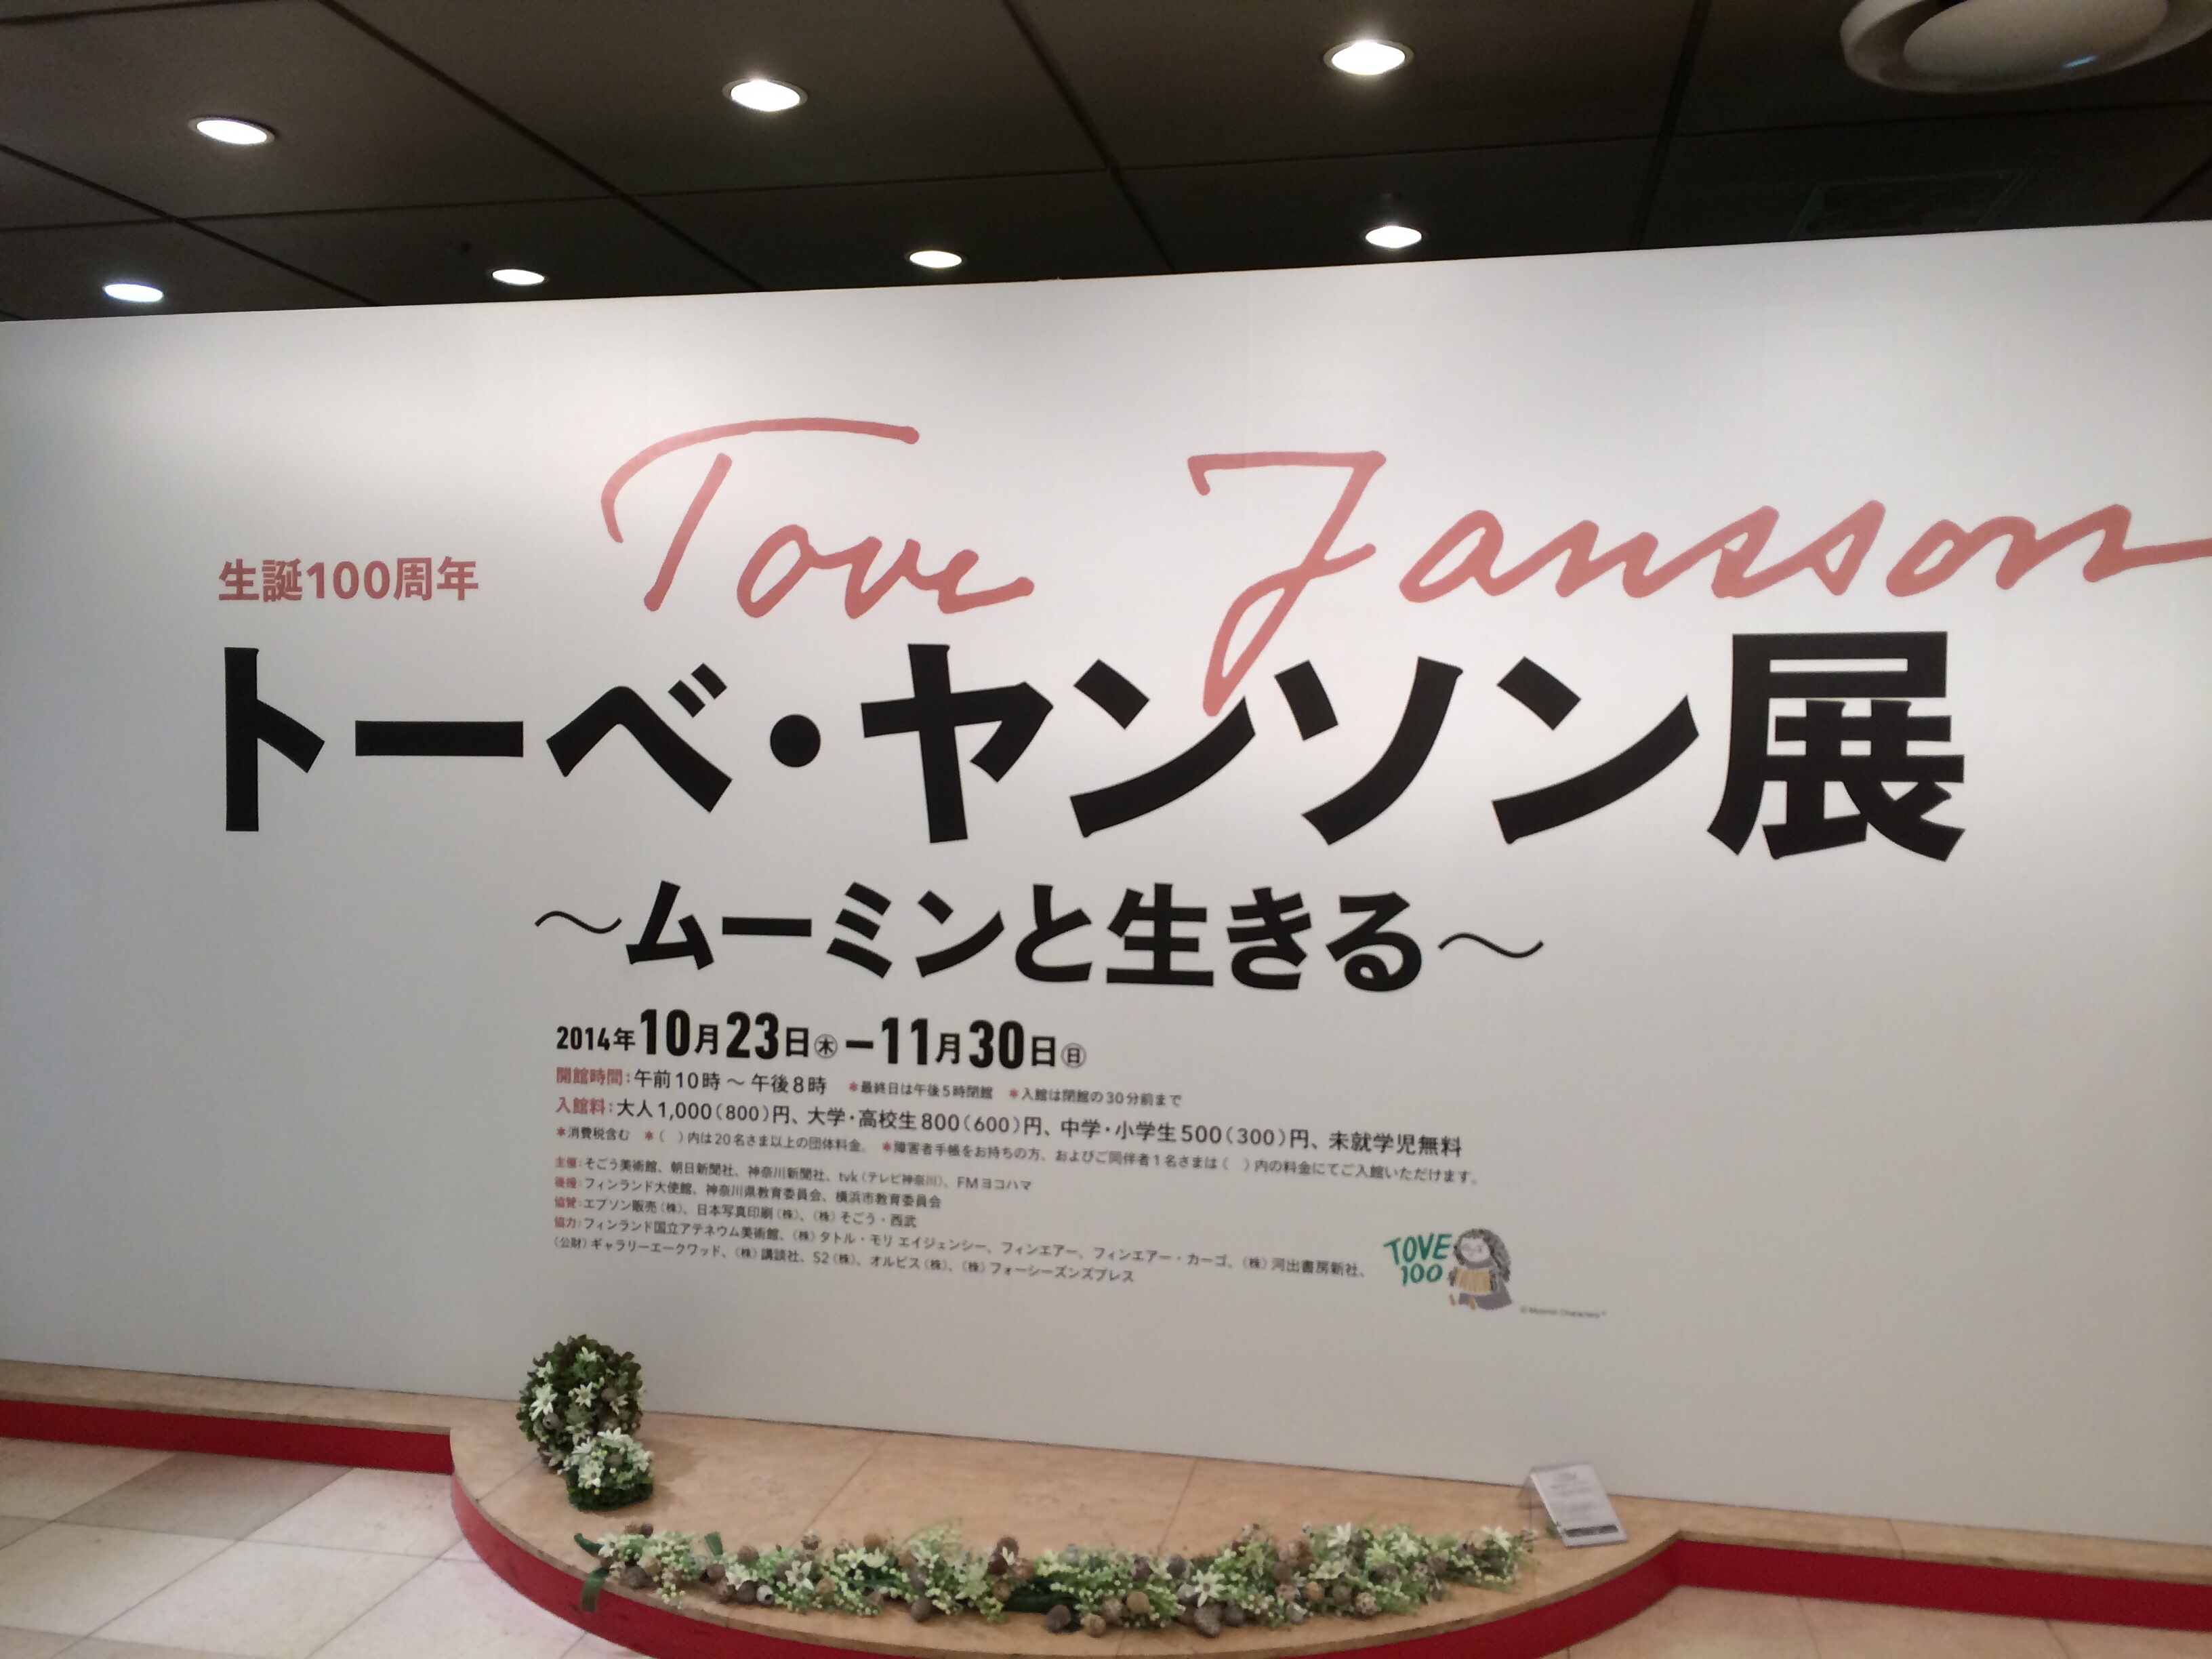 Tove Jansson
生誕100周年
トーベ・ヤンソン展
～ムーミンと生きる～
2014年10月23日㊍－11月30日㊐
開館時間：午前10時～午後8時 ＊最終日は午後5時閉館 ＊入館は閉館の30分前まで
入館料：大人1,000（800）円、大学・高校生800（600）円、中学・小学生500（300）円、未就学児無料
＊消費税含む ＊（ ）内は20名さま以上の団体料金。 ＊障害者手帳をお持ちの方、およびご同伴者1名さまは（ ）内の料金にてご入館いただけます。
主催：そごう美術館、朝日新聞社、神奈川新聞社、tvk（テレビ神奈川）、FMヨコハマ
後援：フィンランド大使館、神奈川県教育委員会、横浜市教育委員会
協賛：エプソン販売（株）、日本写真印刷（株）、（株）そごう・西武
協力：フィンランド国立アテネウム美術館、（株）タトル・モリ エイジェンシー、フィンエアー、フィンエアー・カーゴ、（株）河出書房新社、
（公財）ギャラリーエークワッド、（株）講談社、S2（株）、オルビス（株）、（株）フォーシーズンズプレス
TOVE
100
© Moomin Characters™